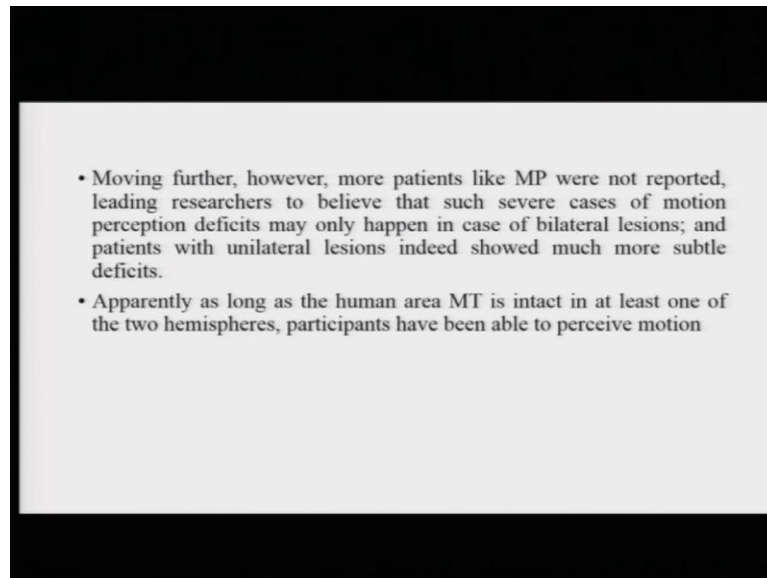 • Moving further, however, more patients like MP were not reported,
leading researchers to believe that such severe cases of motion
perception deficits may only happen in case of bilateral lesions; and
patients with unilateral lesions indeed showed much more subtle
deficits.
• Apparently as long as the human area MT is intact in at least one of
the two hemispheres, participants have been able to perceive motion